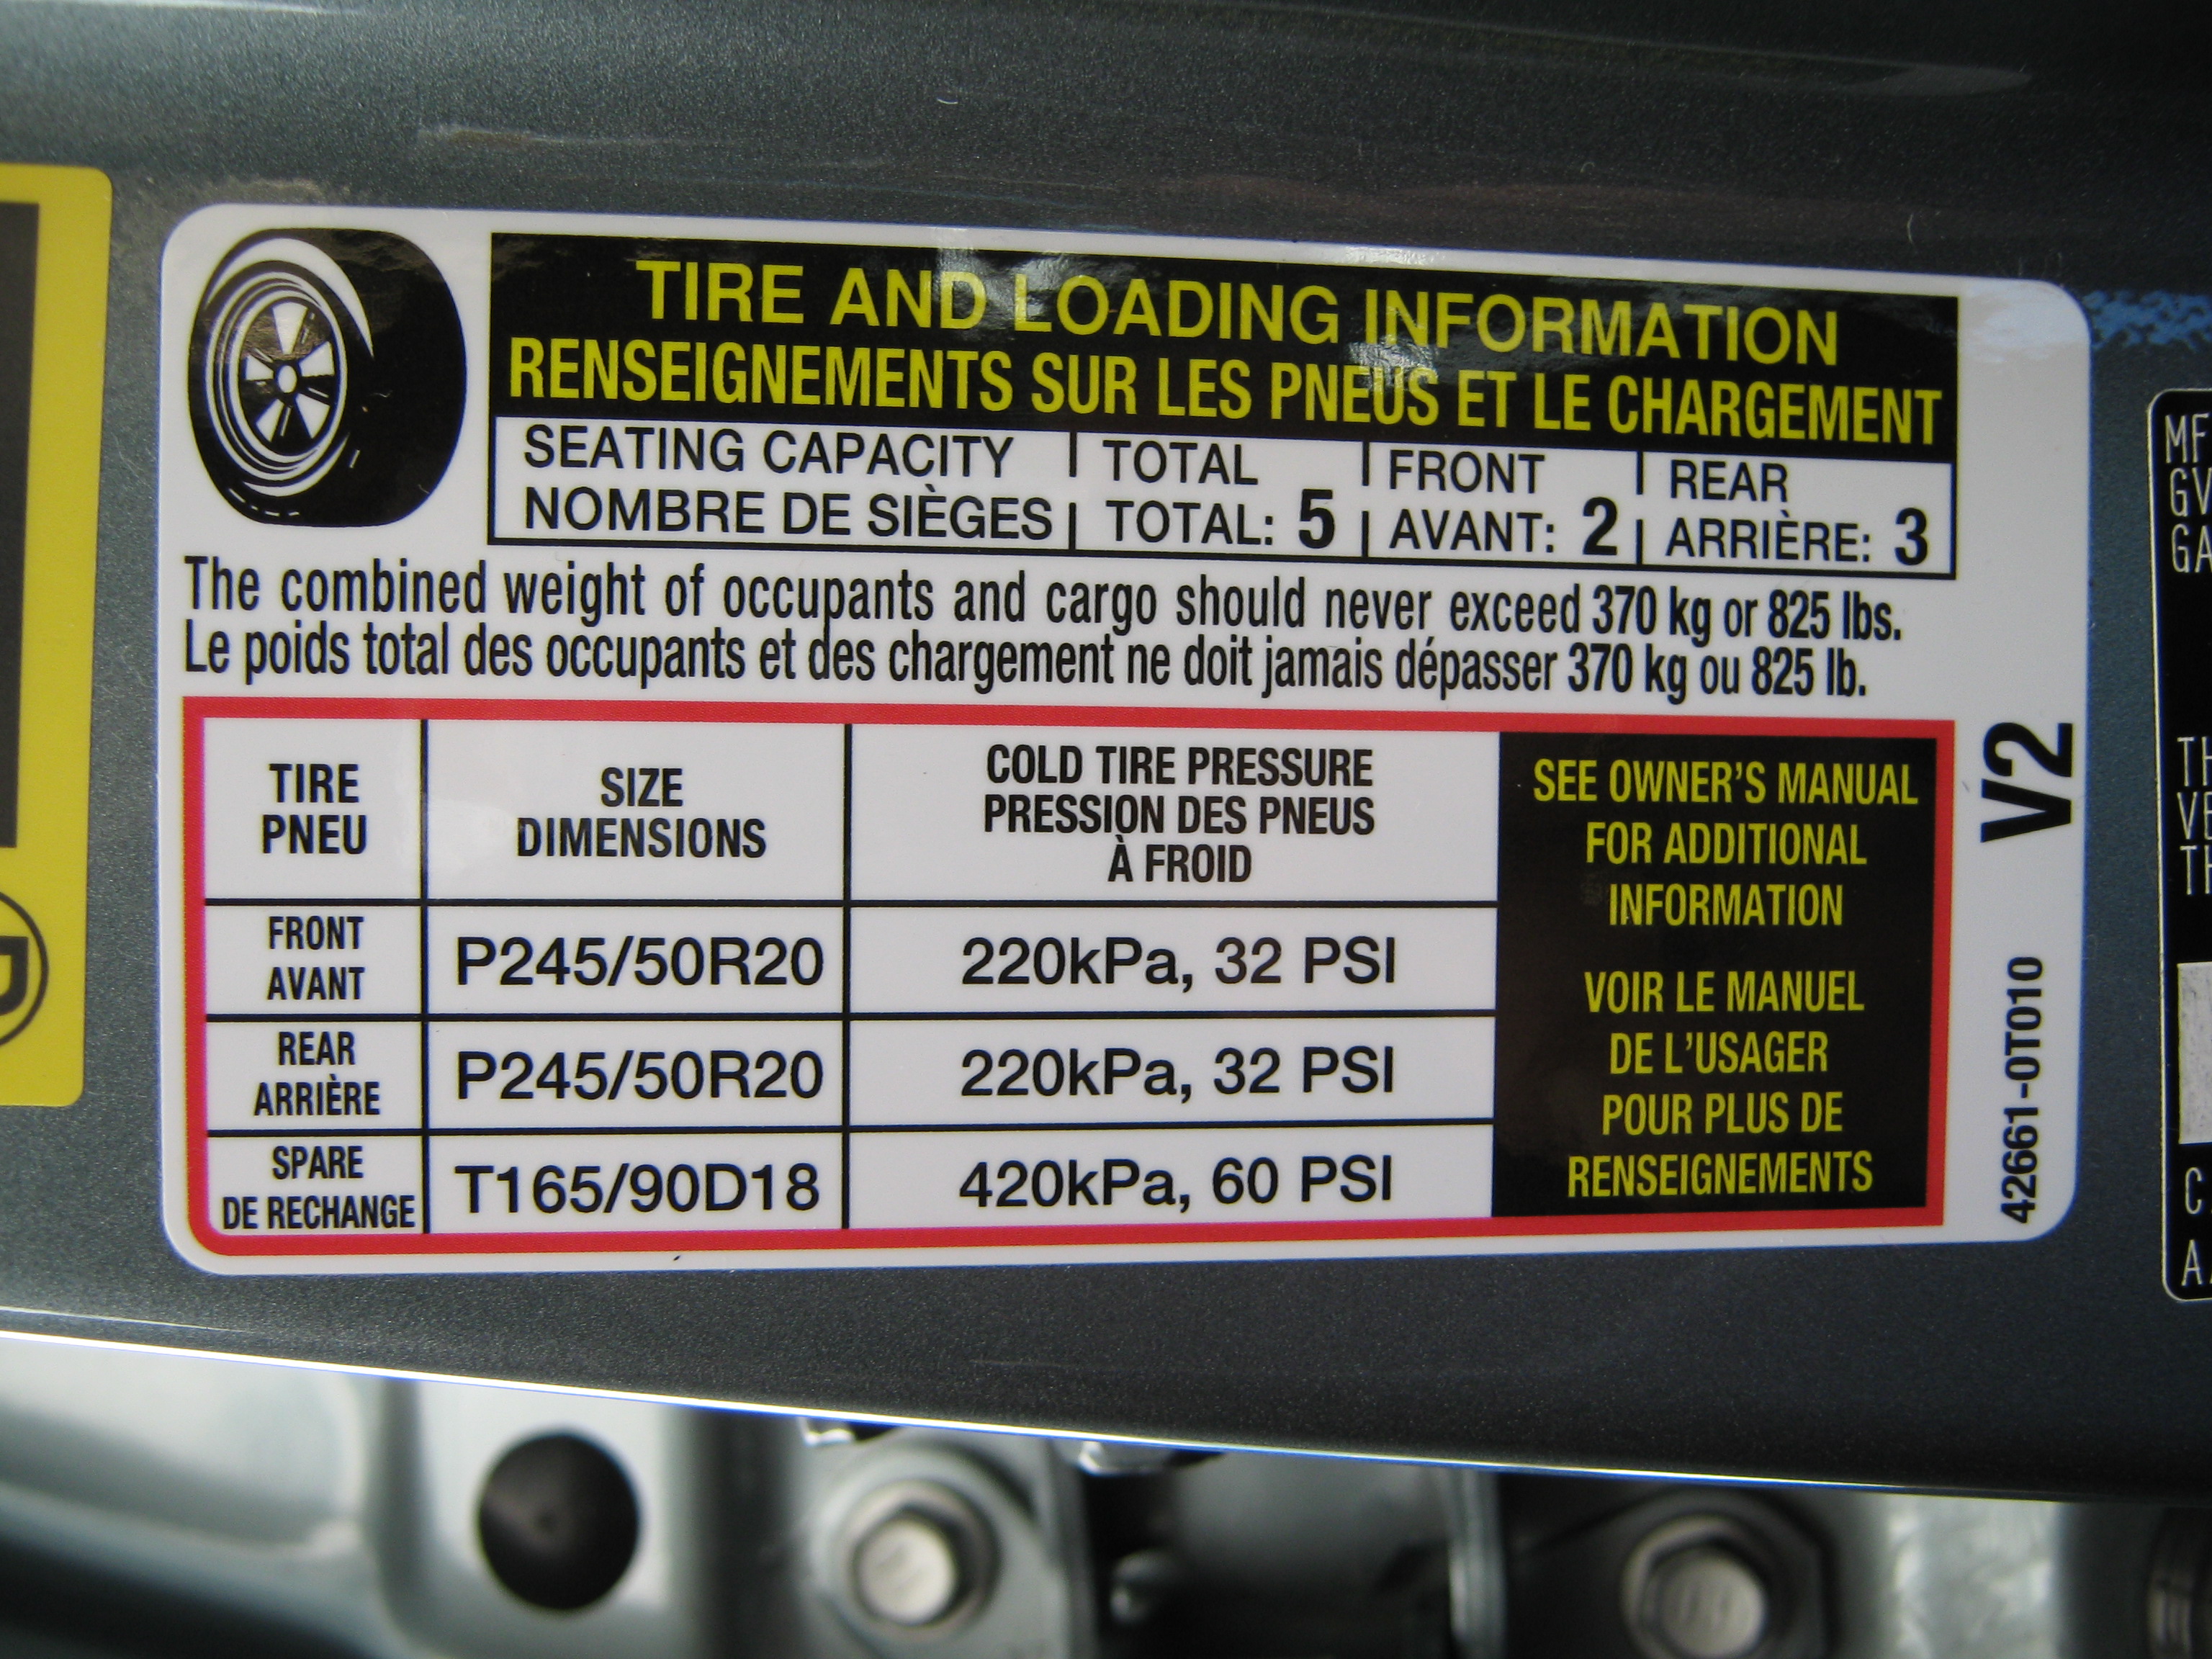 TIRE AND LOADING INFORMATION
RENSEIGNEMENTS SUR LES PNEUS ET LE CHARGEMENT
SEATING CAPACITY | TOTAL | FRONT | REAR
NOMBRE DE SIÈGES | TOTAL: 5 | AVANT: 2 | ARRIÈRE: 3
The combined weight of occupants and cargo should never exceed 370 kg or 825 lbs.
Le poids total des occupants et des chargement ne doit jamais dépasser 370 kg ou 825 lb.
TIRE
PNEU
SIZE
DIMENSIONS
COLD TIRE PRESSURE
PRESSION DES PNEUS
À FROID
FRONT
AVANT
P245/50R20
220kPa, 32 PSI
REAR
ARRIÈRE
P245/50R20
220kPa, 32 PSI
SPARE
DE RECHANGE
T165/90D18
420kPa, 60 PSI
SEE OWNER'S MANUAL
FOR ADDITIONAL
INFORMATION
VOIR LE MANUEL
DE L'USAGER
POUR PLUS DE
RENSEIGNEMENTS
V2
42661-0T010